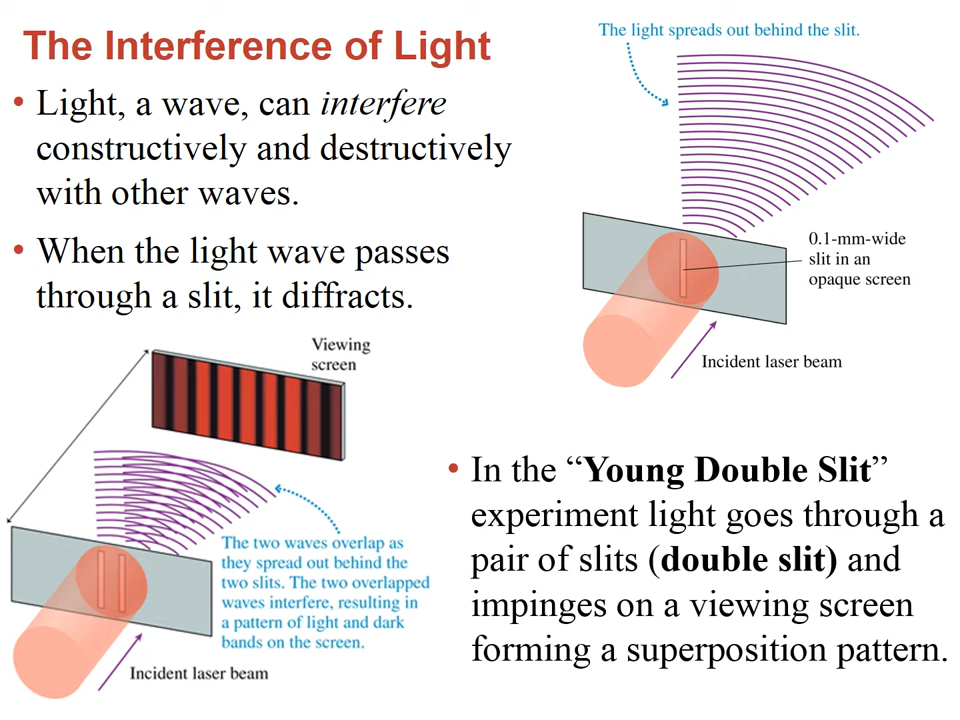 The Interference of Light
• Light, a wave, can interfere
constructively and destructively
with other waves.
• When the light wave passes
through a slit, it diffracts.
The light spreads out behind the slit.
0.1-mm-wide
slit in an
opaque screen
Incident laser beam
Viewing
screen
The two waves overlap as
they spread out behind the
two slits. The two overlapped
waves interfere, resulting in
a pattern of light and dark
bands on the screen.
Incident laser beam
• In the “Young Double Slit”
experiment light goes through a
pair of slits (double slit) and
impinges on a viewing screen
forming a superposition pattern.